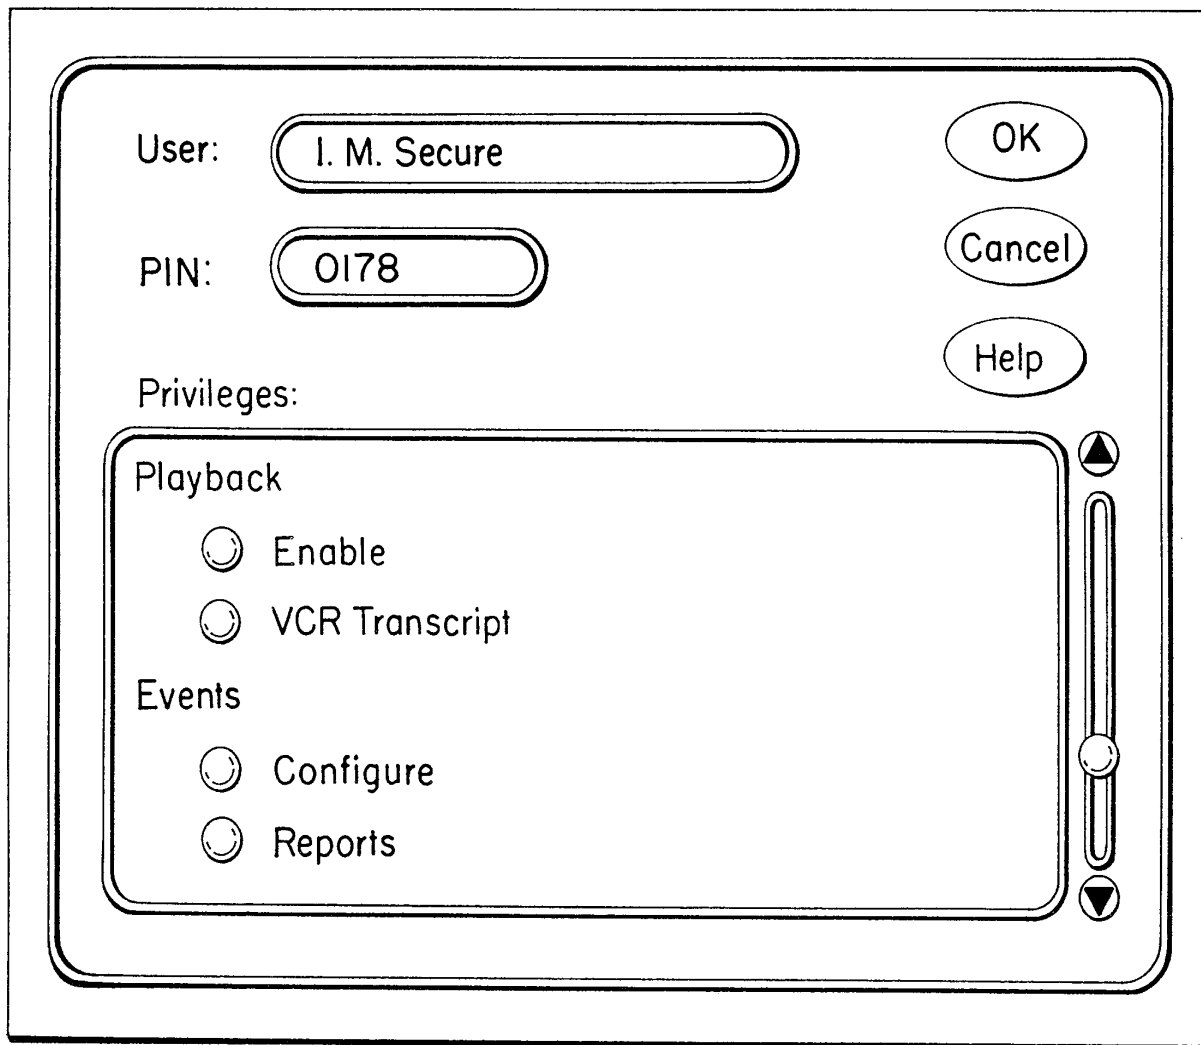 User: I. M. Secure
OK
PIN: 0178
Cancel
Help
Privileges:
Playback
Enable
VCR Transcript
Events
Configure
Reports